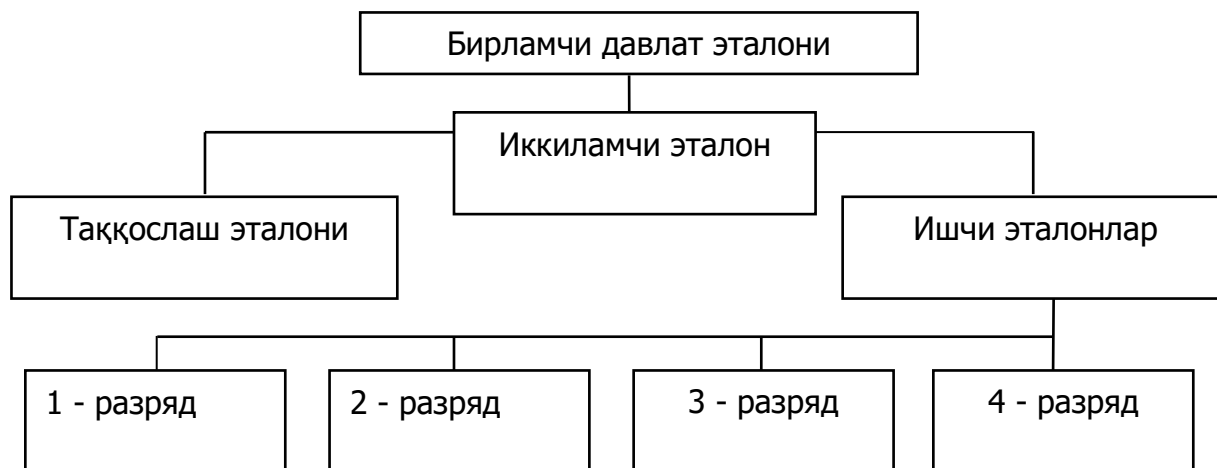 Бирламчи давлат эталони
Иккиламчи эталон
Таққослаш эталони
Ишчи эталонлар
1 - разряд
2 - разряд
3 - разряд
4 - разряд